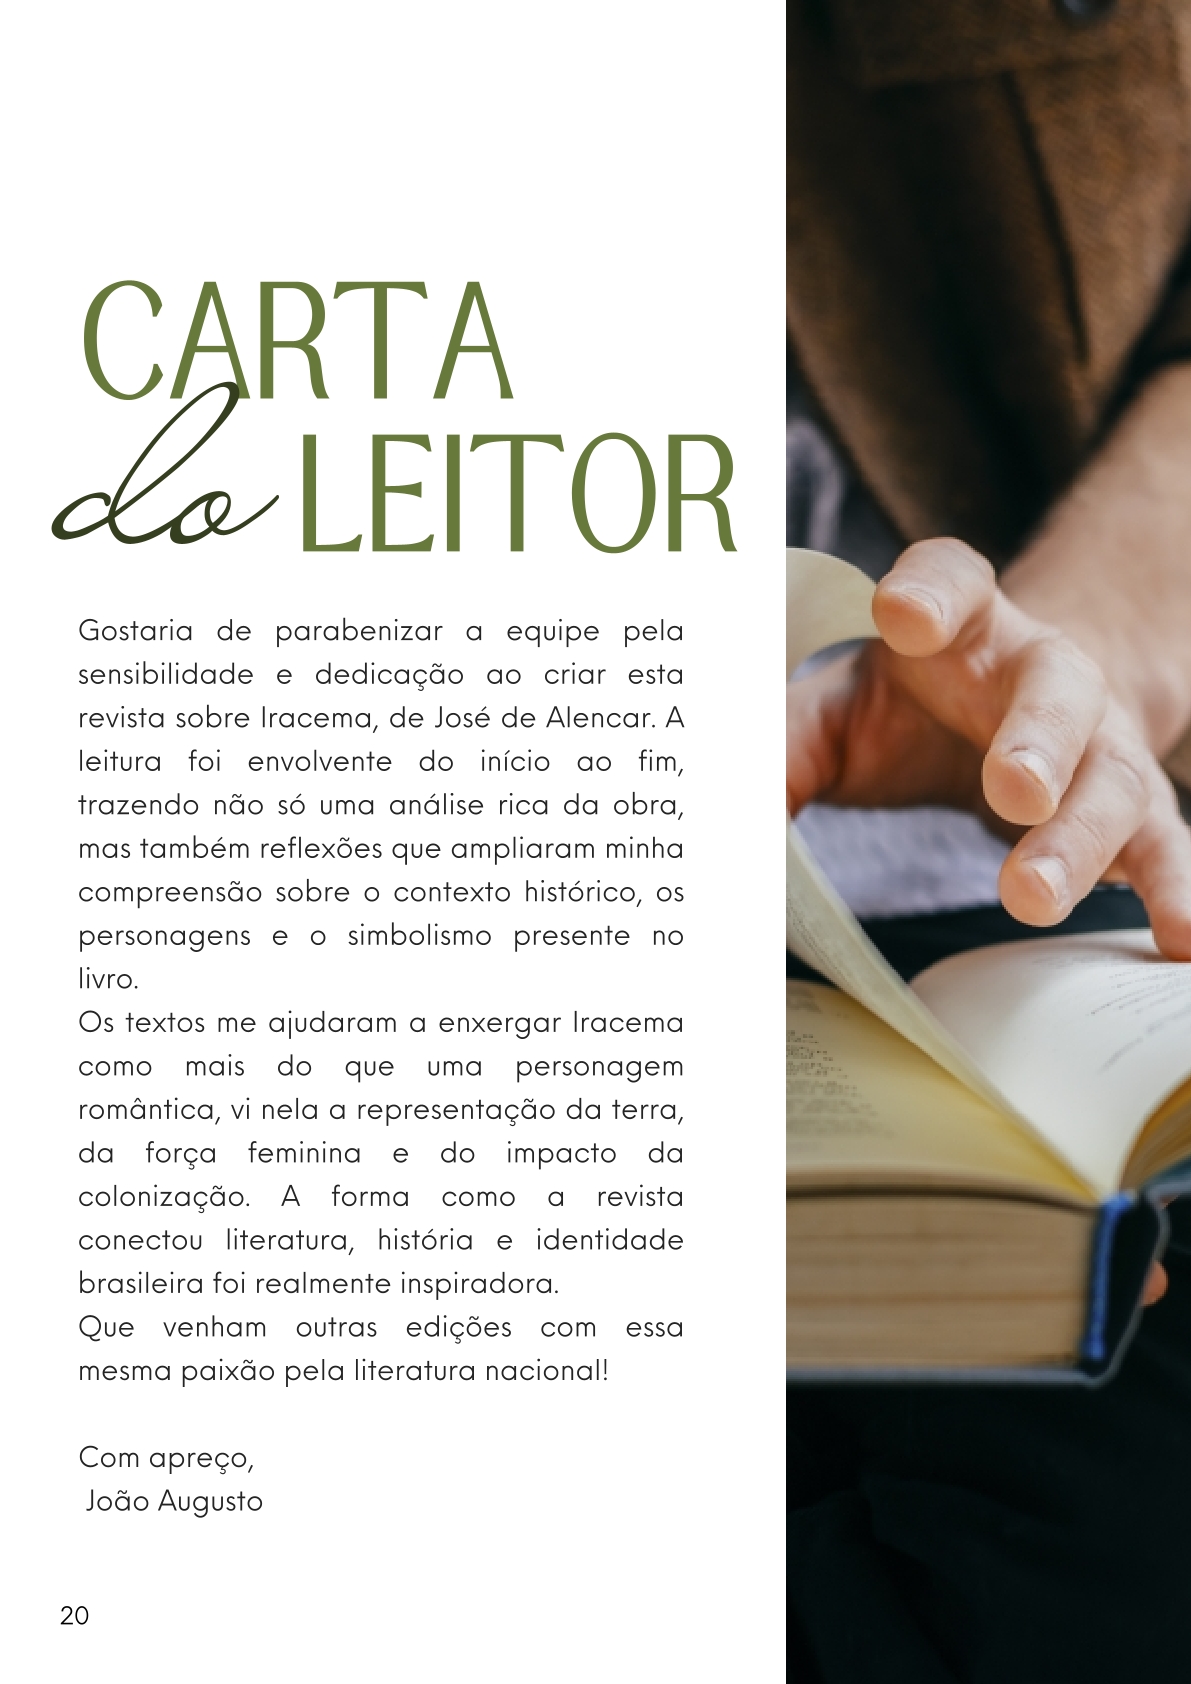 CARTA
do LEITOR
Gostaria de parabenizar a equipe pela
sensibilidade e dedicação ao criar esta
revista sobre Iracema, de José de Alencar. A
leitura foi envolvente do início ao fim,
trazendo não só uma análise rica da obra,
mas também reflexões que ampliaram minha
compreensão sobre o contexto histórico, os
personagens e o simbolismo presente no
livro.
Os textos me ajudaram a enxergar Iracema
como mais do que uma personagem
romântica, vi nela a representação da terra,
da força feminina e do impacto da
colonização. A forma como a revista
conectou literatura, história e identidade
brasileira foi realmente inspiradora.
Que venham outras edições com essa
mesma paixão pela literatura nacional!
Com apreço,
João Augusto
20